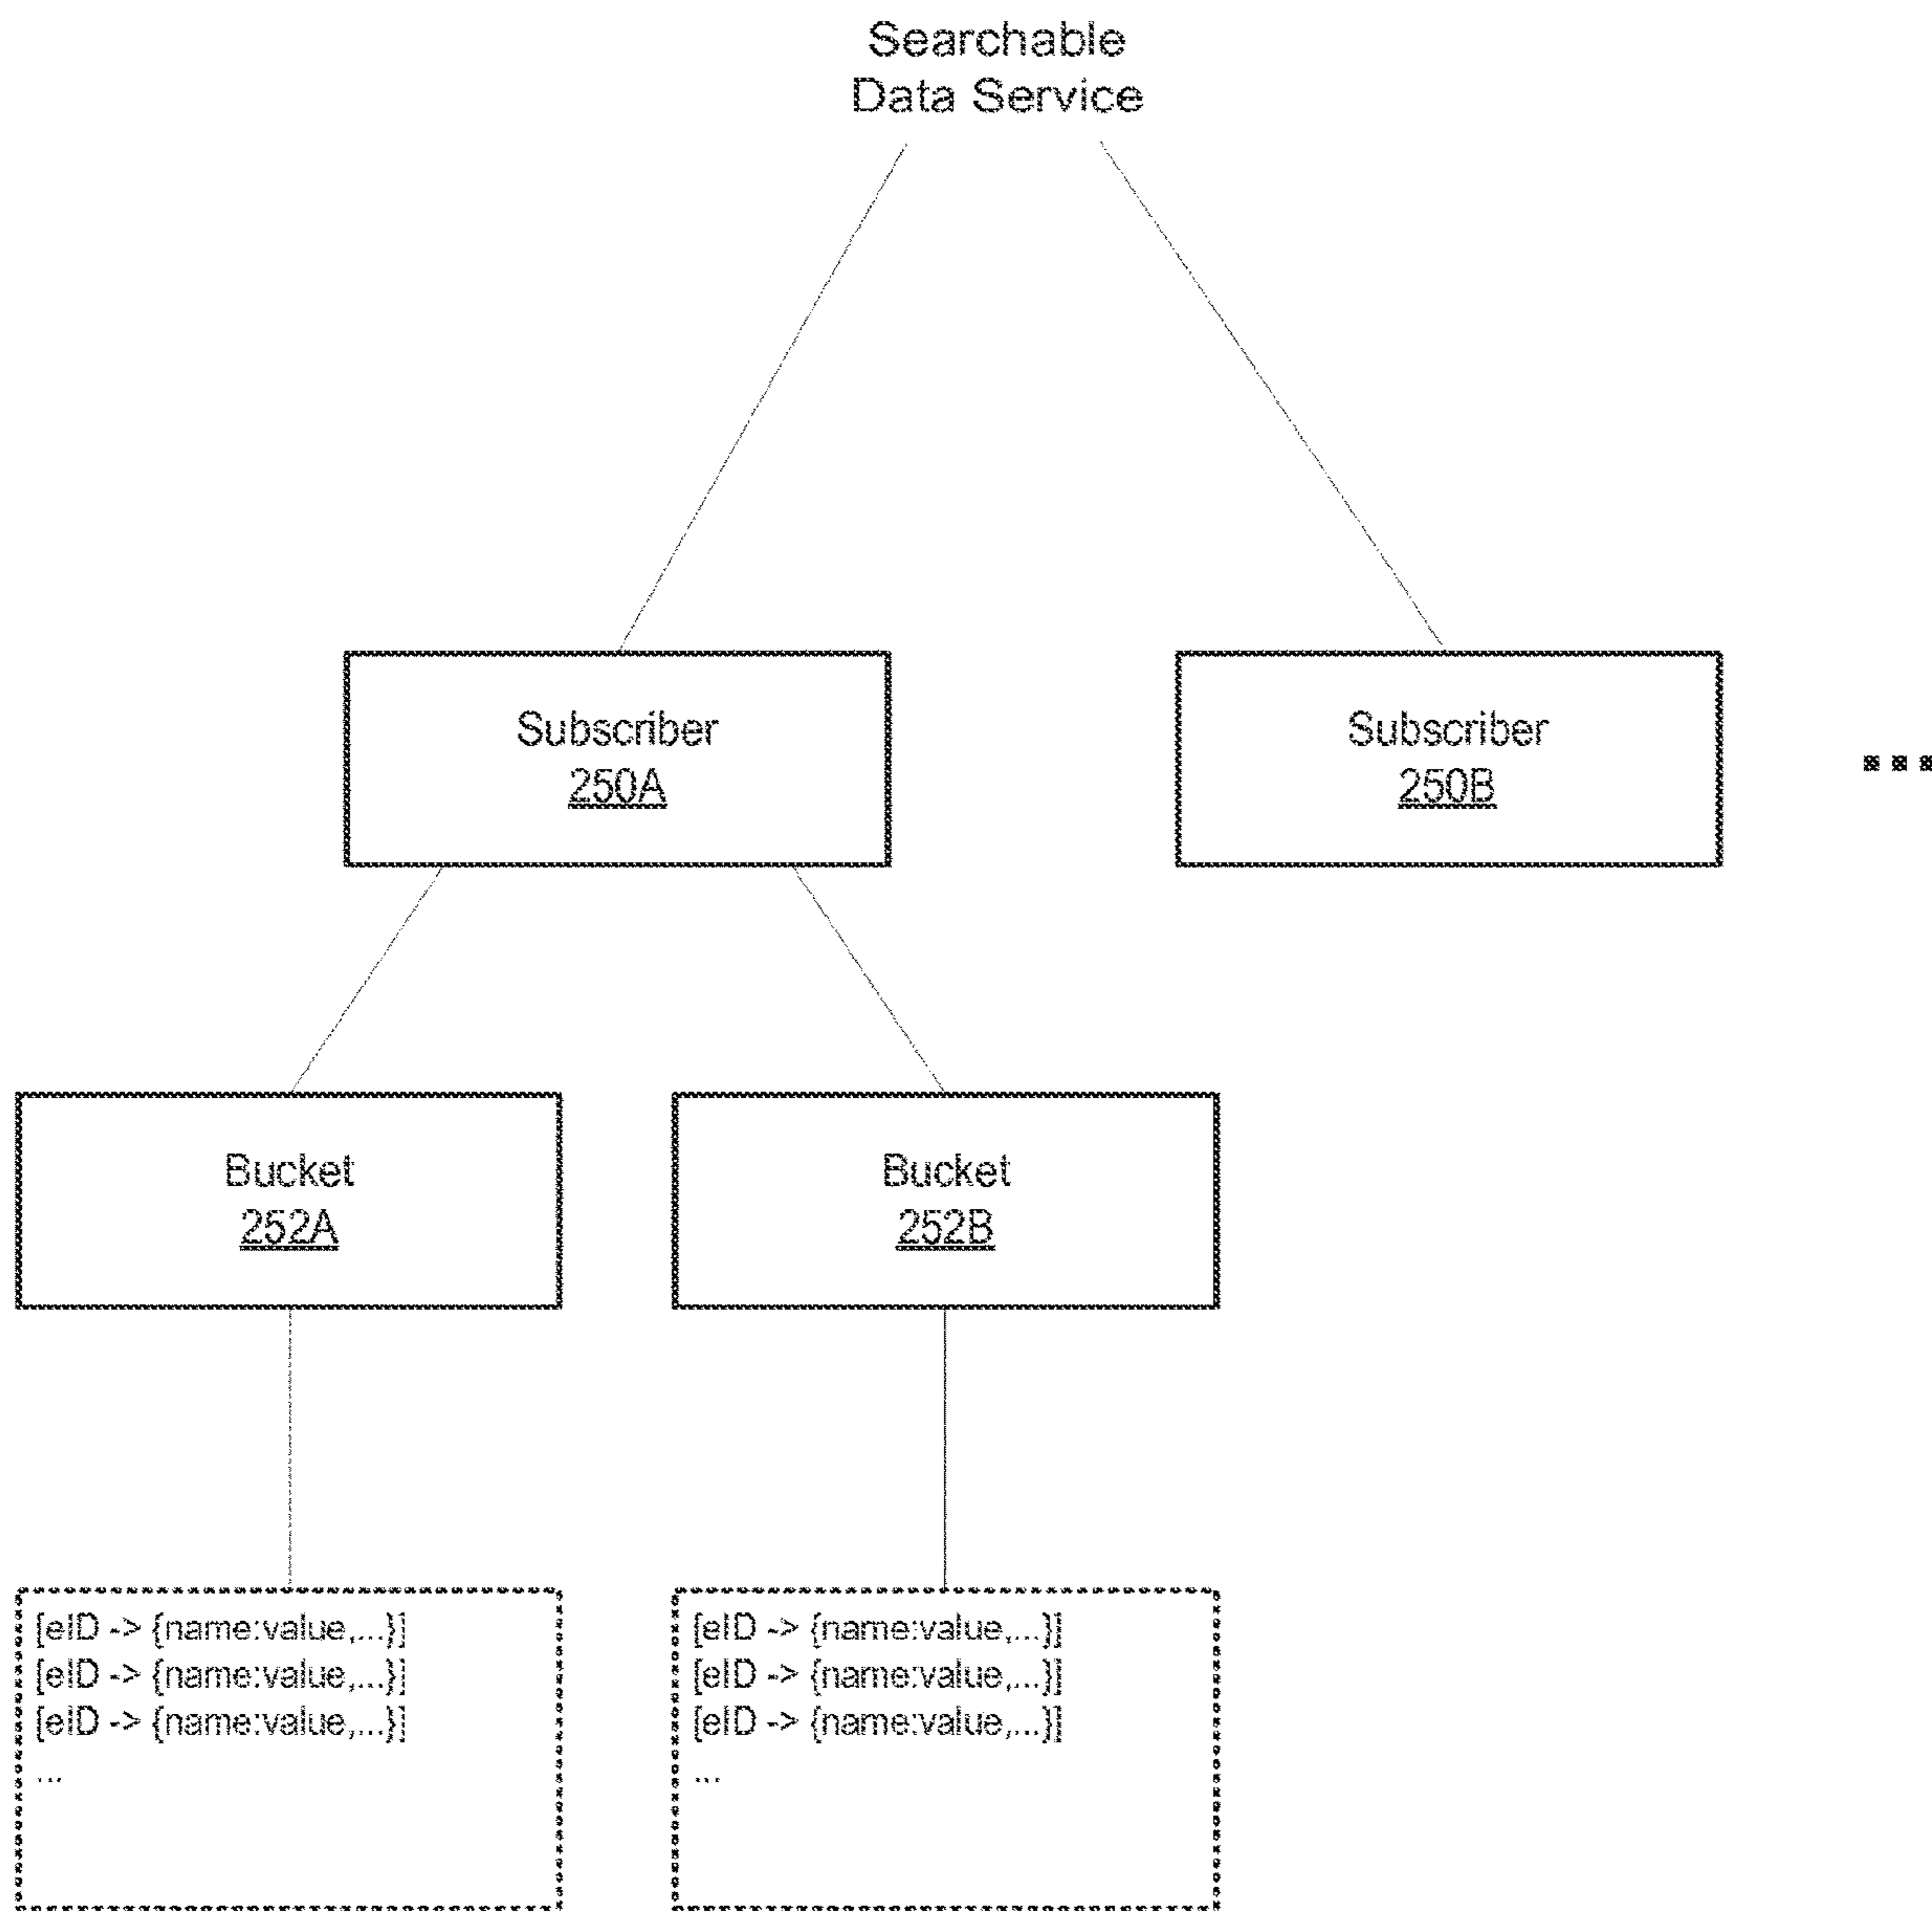 Searchable
Data Service
Subscriber
250A
Subscriber
250B
...
Bucket
252A
Bucket
252B
[eID -> {name:value,...}]
[eID -> {name:value,...}]
[eID -> {name:value,...}]
...
[eID -> {name:value,...}]
[eID -> {name:value,...}]
[eID -> {name:value,...}]
...